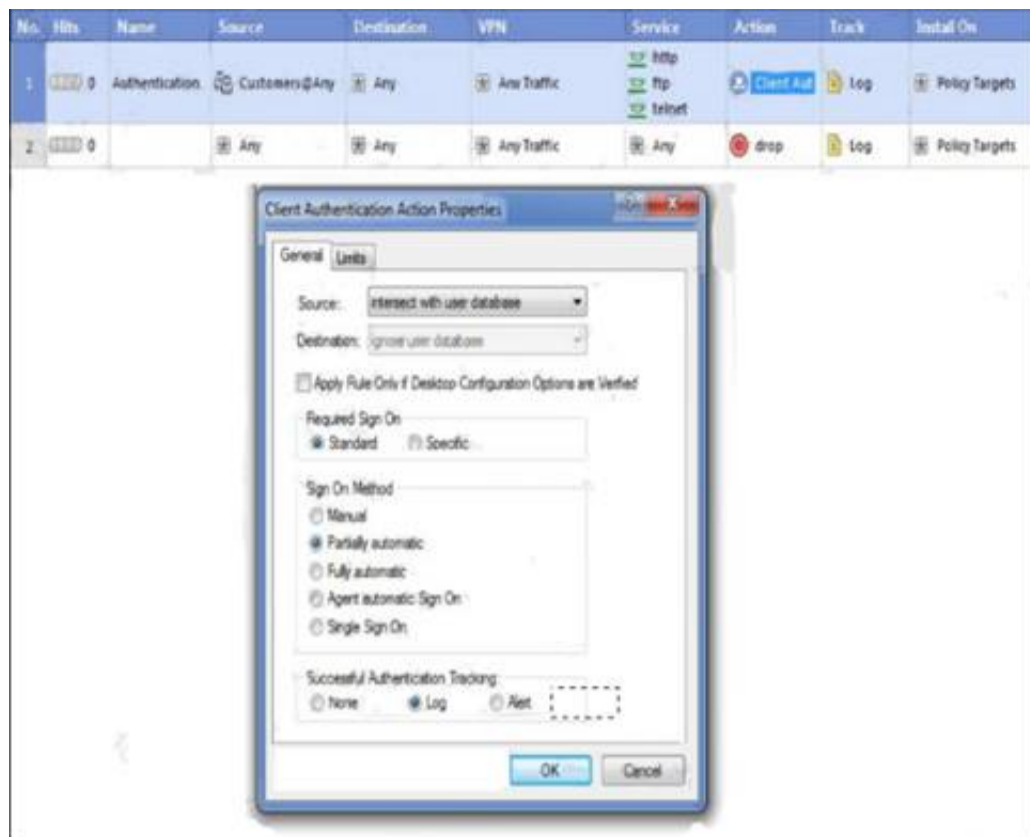 No. Hits Name Source Destination VPN Service Action Track Install On
1 0 Authentication Customers@Any Any Any Traffic http ftp telnet Client Aut Log Policy Targets
2 0 Any Any Any Traffic Any drop Log Policy Targets
Client Authentication Action Properties
General Limits
Source: intersect with user database
Destination: ignore user database
Apply Rule Only if Desktop Configuration Options are Verified
Required Sign On
Standard Specific
Sign On Method
Manual
Partially automatic
Fully automatic
Agent automatic Sign On
Single Sign On
Successful Authentication Tracking:
None Log Alert
OK Cancel